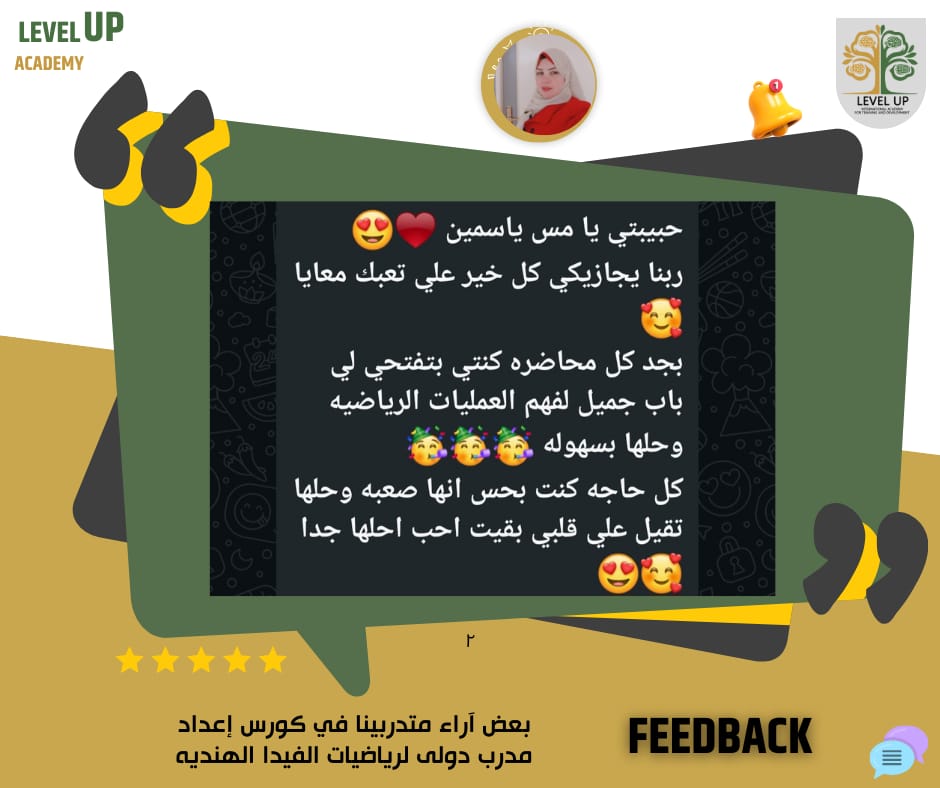 LEVEL UP
ACADEMY
1
LEVEL UP
INTERNATIONAL ACADEMY
FOR TRAINING AND DEVELOPMENT
حبيبتي يا مس ياسمين ❤️😍
ربنا يجازيكي كل خير علي تعبك معايا
🥰
بجد كل محاضره كنتي بتفتحي لي
باب جميل لفهم العمليات الرياضيه
وحلها بسهوله 🥳🥳🥳
كل حاجه كنت بحس انها صعبه وحلها
تقيل علي قلبي بقيت احب احلها جدا
🥰😍
٢
بعض آراء متدربينا في كورس إعداد
مدرب دولى لرياضيات الفيدا الهنديه
FEEDBACK